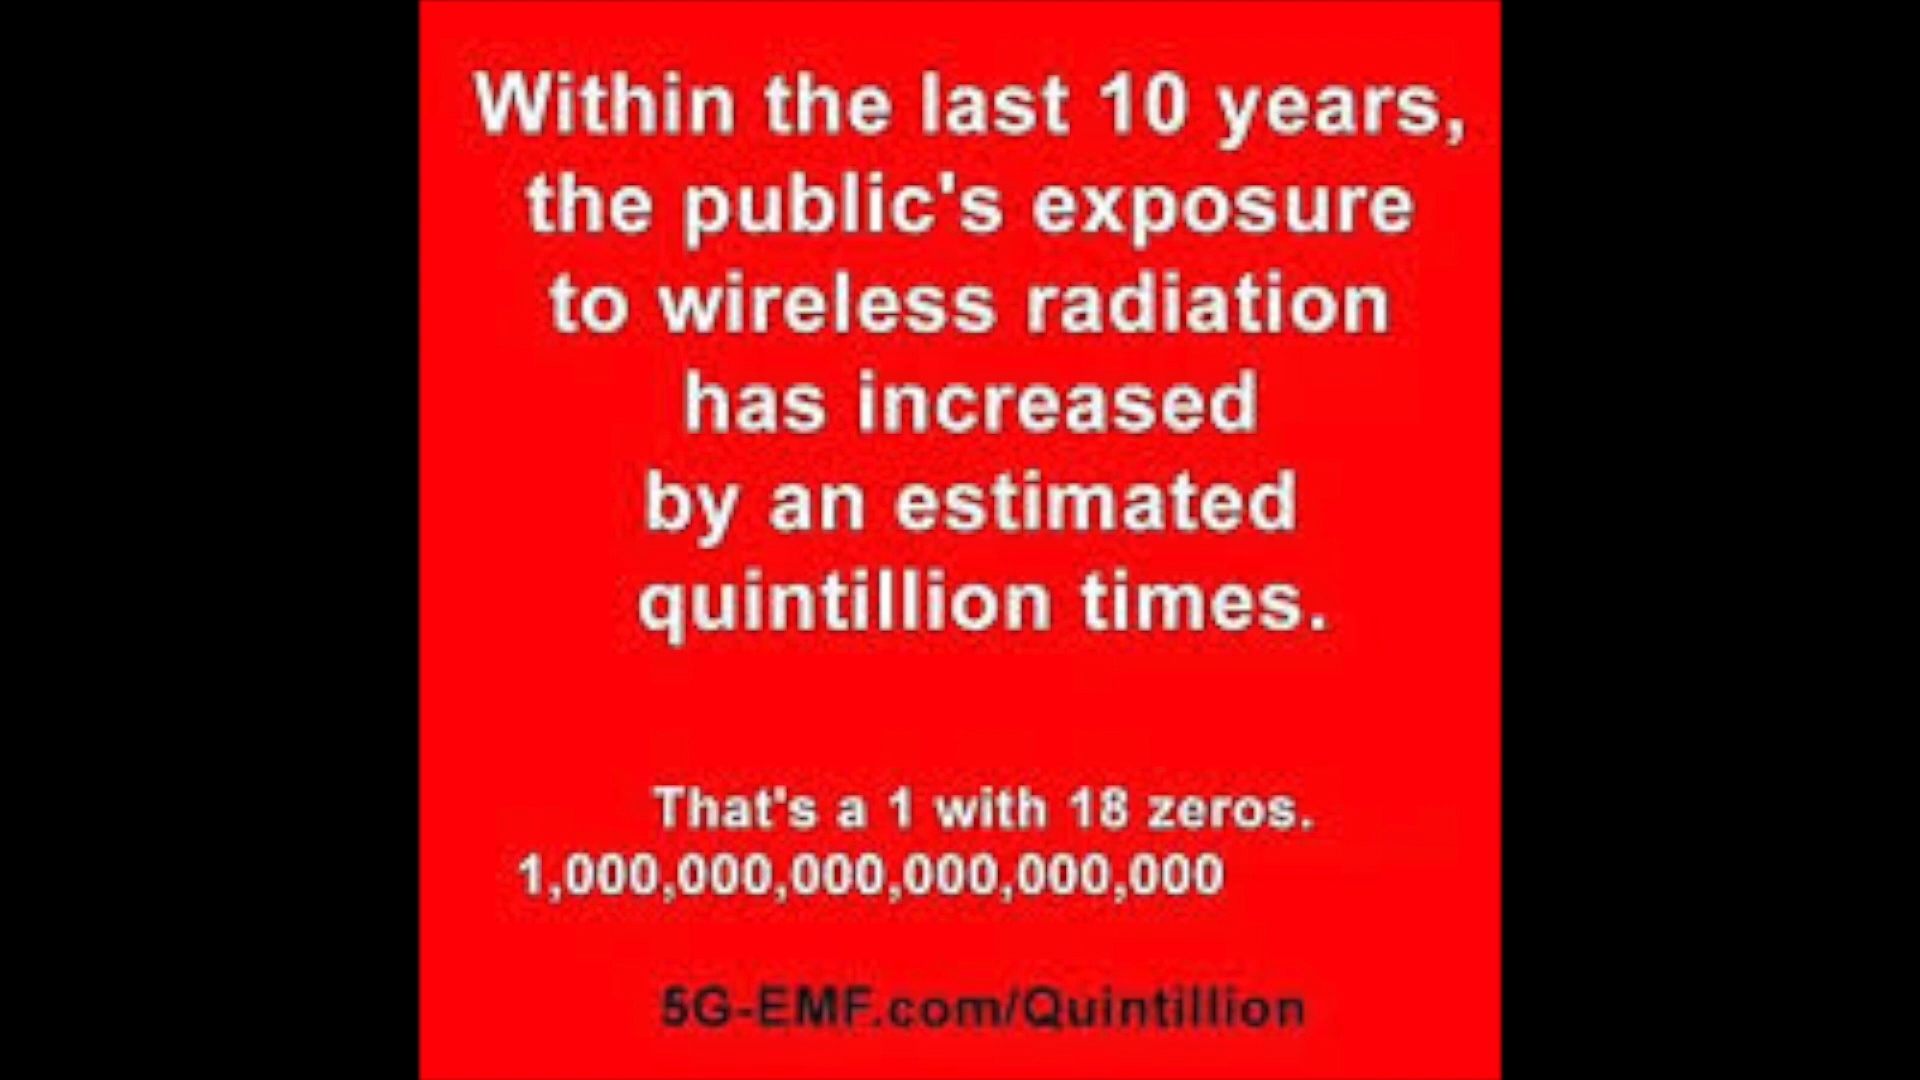 Within the last 10 years,
the public's exposure
to wireless radiation
has increased
by an estimated
quintillion times.
That's a 1 with 18 zeros.
1,000,000,000,000,000,000
5G-EMF.com/Quintillion